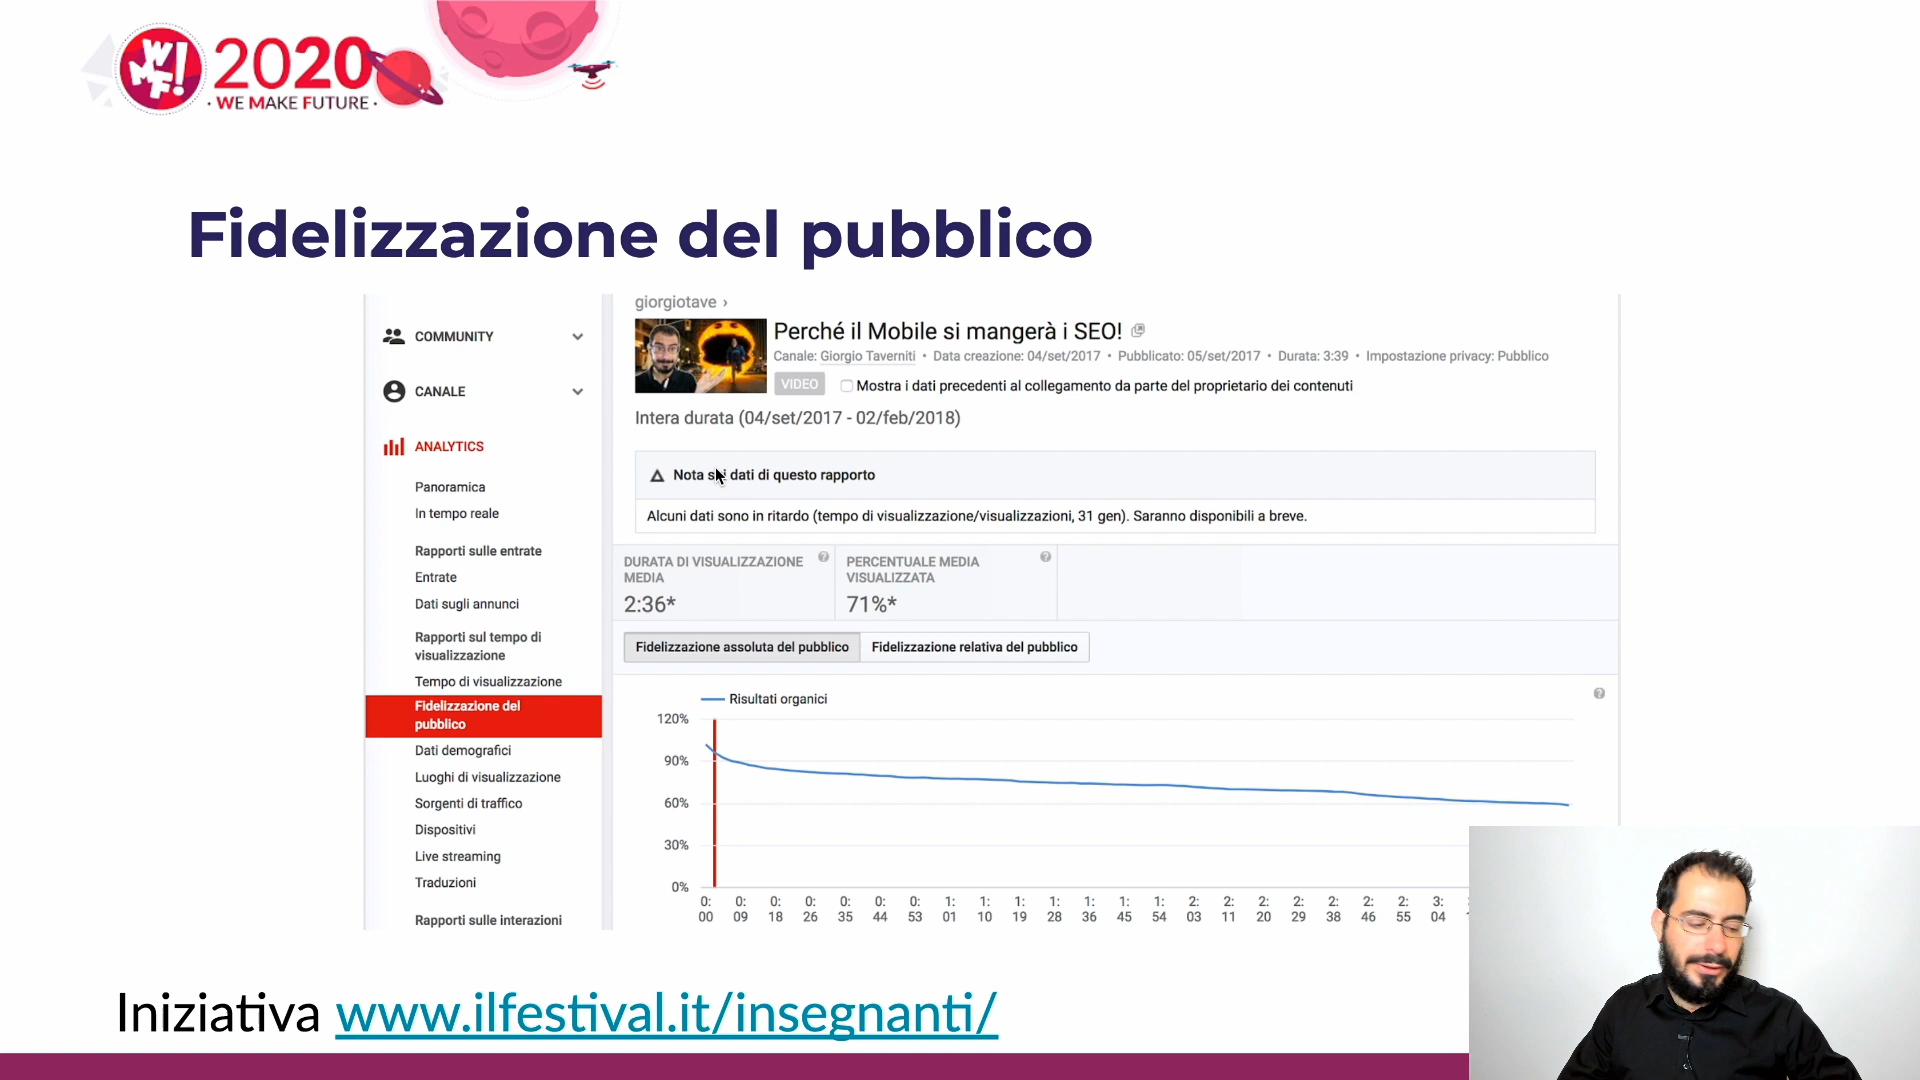 WMF!
2020
· WE MAKE FUTURE ·
Fidelizzazione del pubblico
COMMUNITY
CANALE
ANALYTICS
Panoramica
In tempo reale
Rapporti sulle entrate
Entrate
Dati sugli annunci
Rapporti sul tempo di
visualizzazione
Tempo di visualizzazione
Fidelizzazione del
pubblico
Dati demografici
Luoghi di visualizzazione
Sorgenti di traffico
Dispositivi
Live streaming
Traduzioni
Rapporti sulle interazioni
giorgiotave ›
Perché il Mobile si mangerà i SEO!
Canale: Giorgio Taverniti • Data creazione: 04/set/2017 • Pubblicato: 05/set/2017 • Durata: 3:39 • Impostazione privacy: Pubblico
VIDEO Mostra i dati precedenti al collegamento da parte del proprietario dei contenuti
Intera durata (04/set/2017 - 02/feb/2018)
Nota sui dati di questo rapporto
Alcuni dati sono in ritardo (tempo di visualizzazione/visualizzazioni, 31 gen). Saranno disponibili a breve.
DURATA DI VISUALIZZAZIONE
MEDIA
2:36*
PERCENTUALE MEDIA
VISUALIZZATA
71%*
Fidelizzazione assoluta del pubblico Fidelizzazione relativa del pubblico
Risultati organici
120%
90%
60%
30%
0%
0: 0: 0: 0: 0: 0: 0: 1: 1: 1: 1: 1: 1: 1: 2: 2: 2: 2: 2: 2: 2: 3:
00 09 18 26 35 44 53 01 10 19 28 36 45 54 03 11 20 29 38 46 55 04
Iniziativa www.ilfestival.it/insegnanti/